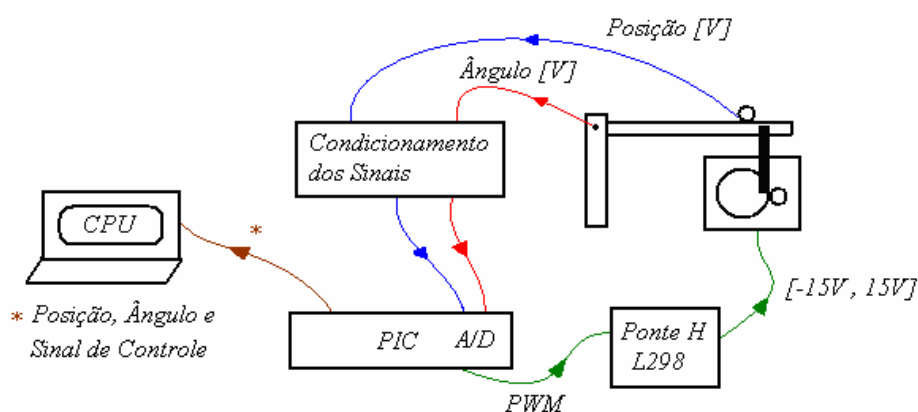 Posição [V]
Ângulo [V]
Condicionamento
dos Sinais
CPU
*
[-15V , 15V]
* Posição, Ângulo e
Sinal de Controle
PIC A/D
Ponte H
L298
PWM